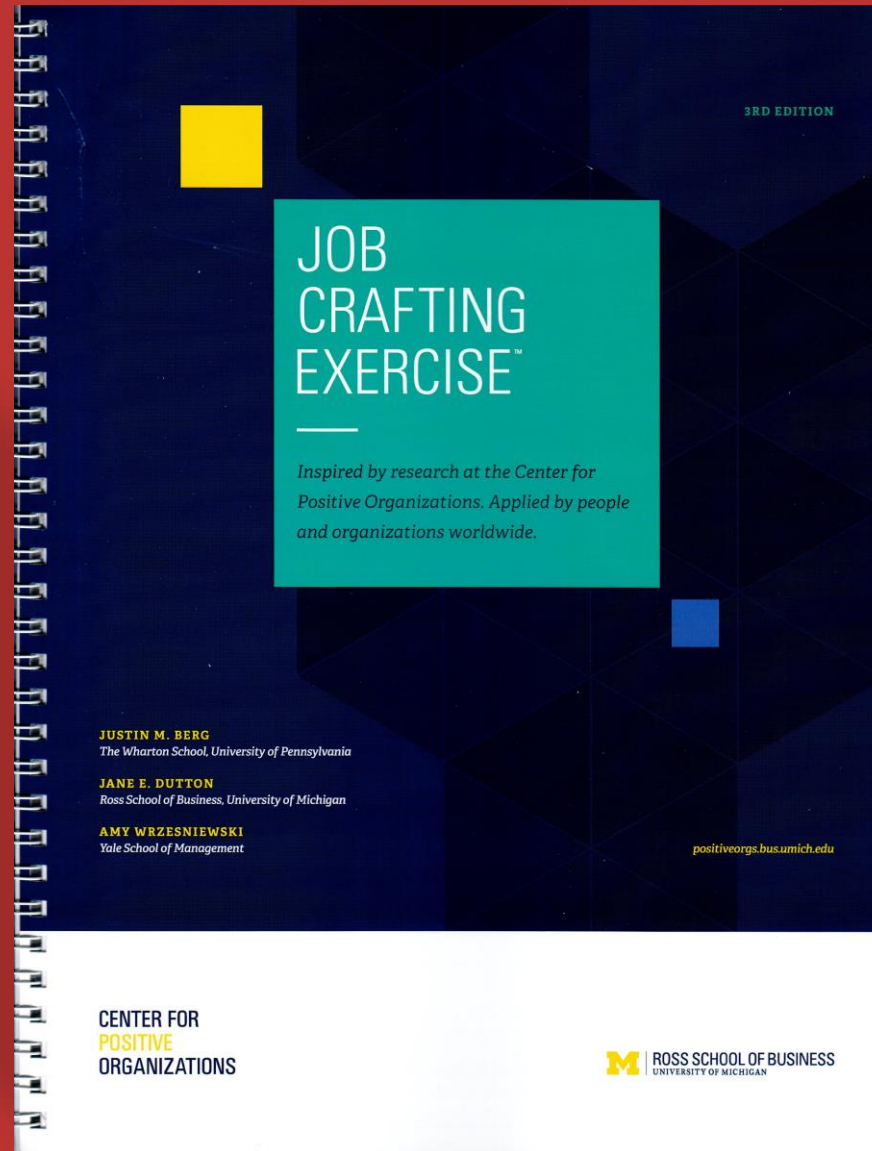 3RD EDITION
JOB
CRAFTING
EXERCISE™
Inspired by research at the Center for
Positive Organizations. Applied by people
and organizations worldwide.
JUSTIN M. BERG
The Wharton School, University of Pennsylvania
JANE E. DUTTON
Ross School of Business, University of Michigan
AMY WRZESNIEWSKI
Yale School of Management
positiveorgs.bus.umich.edu
CENTER FOR
POSITIVE
ORGANIZATIONS
M ROSS SCHOOL OF BUSINESS
UNIVERSITY OF MICHIGAN